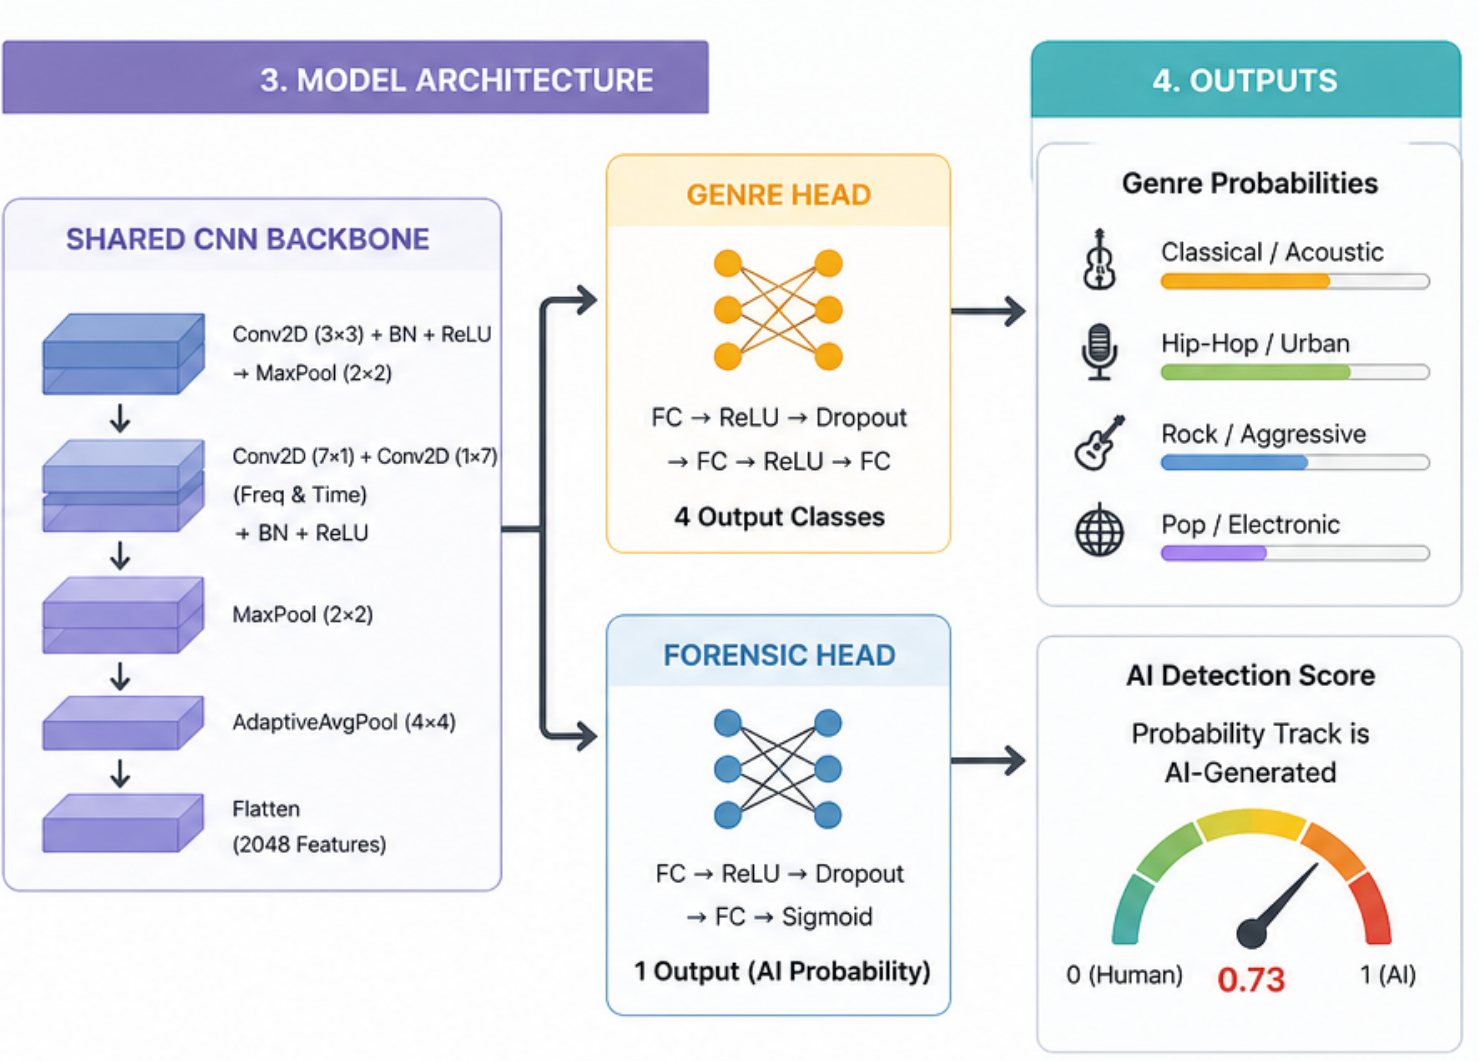 3. MODEL ARCHITECTURE
SHARED CNN BACKBONE
Conv2D (3×3) + BN + ReLU
→ MaxPool (2×2)
Conv2D (7×1) + Conv2D (1×7)
(Freq & Time)
+ BN + ReLU
MaxPool (2×2)
AdaptiveAvgPool (4×4)
Flatten
(2048 Features)
GENRE HEAD
FC → ReLU → Dropout
→ FC → ReLU → FC
4 Output Classes
FORENSIC HEAD
FC → ReLU → Dropout
→ FC → Sigmoid
1 Output (AI Probability)
4. OUTPUTS
Genre Probabilities
Classical / Acoustic
Hip-Hop / Urban
Rock / Aggressive
Pop / Electronic
AI Detection Score
Probability Track is
AI-Generated
0 (Human) 0.73 1 (AI)